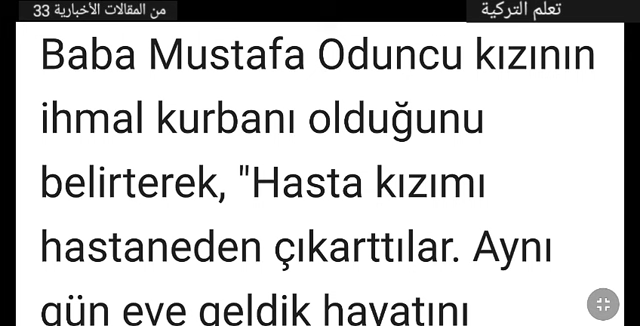 من المقالات الأخبارية 33
تعلم التركية
Baba Mustafa Oduncu kızının
ihmal kurbanı olduğunu
belirterek, "Hasta kızımı
hastaneden çıkarttılar. Aynı
gün eve geldik hayatını